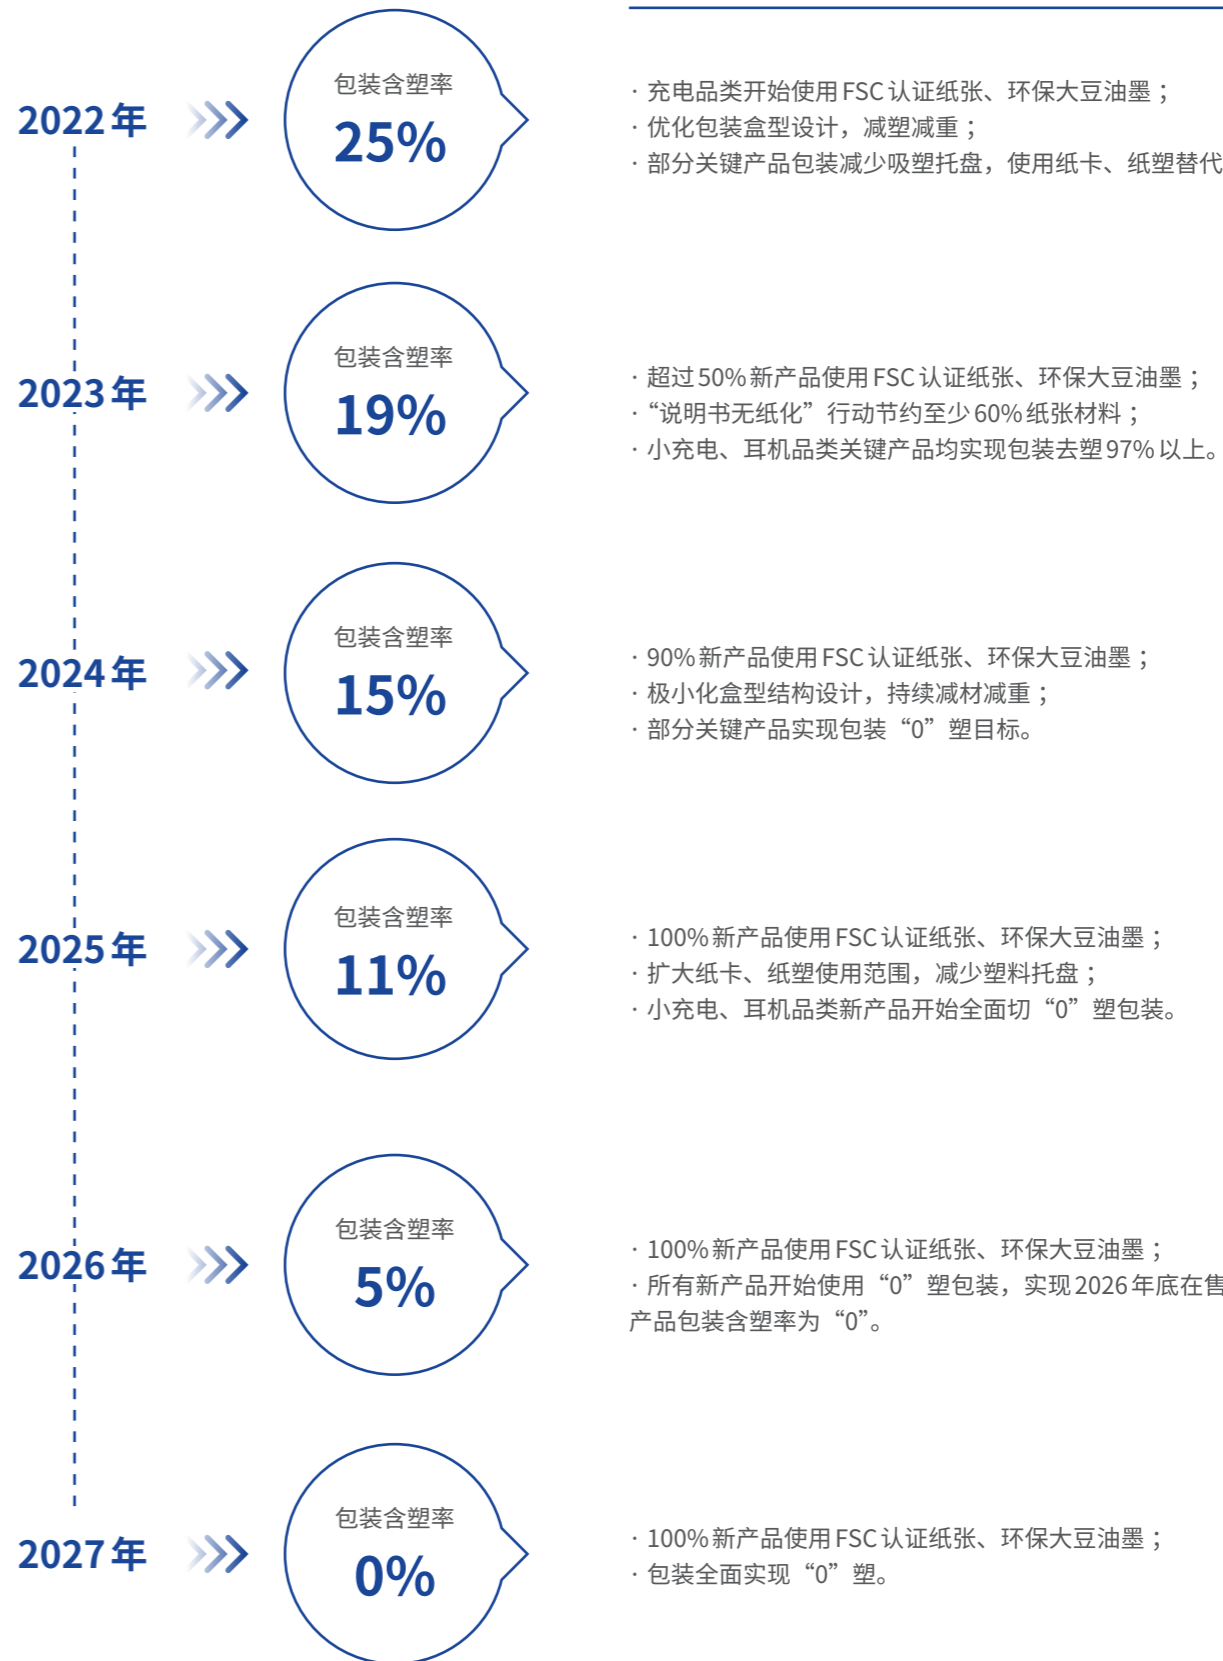 2022年
包装含塑率
25%
· 充电品类开始使用FSC认证纸张、环保大豆油墨；
· 优化包装盒型设计，减塑减重；
· 部分关键产品包装减少吸塑托盘，使用纸卡、纸塑替代
2023年
包装含塑率
19%
· 超过50%新产品使用FSC认证纸张、环保大豆油墨；
· “说明书无纸化”行动节约至少60%纸张材料；
· 小充电、耳机品类关键产品均实现包装去塑97%以上。
2024年
包装含塑率
15%
· 90%新产品使用FSC认证纸张、环保大豆油墨；
· 极小化盒型结构设计，持续减材减重；
· 部分关键产品实现包装“0”塑目标。
2025年
包装含塑率
11%
· 100%新产品使用FSC认证纸张、环保大豆油墨；
· 扩大纸卡、纸塑使用范围，减少塑料托盘；
· 小充电、耳机品类新产品开始全面切“0”塑包装。
2026年
包装含塑率
5%
· 100%新产品使用FSC认证纸张、环保大豆油墨；
· 所有新产品开始使用“0”塑包装，实现2026年底在售
产品包装含塑率为“0”。
2027年
包装含塑率
0%
· 100%新产品使用FSC认证纸张、环保大豆油墨；
· 包装全面实现“0”塑。